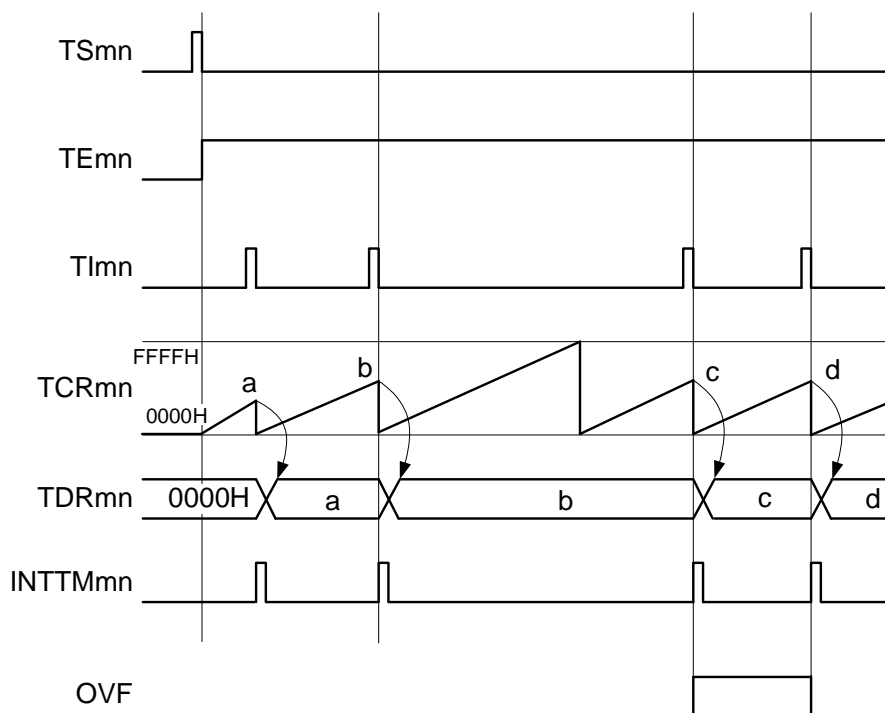 TSmn
TEmn
TImn
FFFFH
TCRmn
0000H
a
b
c
d
TDRmn
0000H
a
b
c
d
INTTMmn
OVF